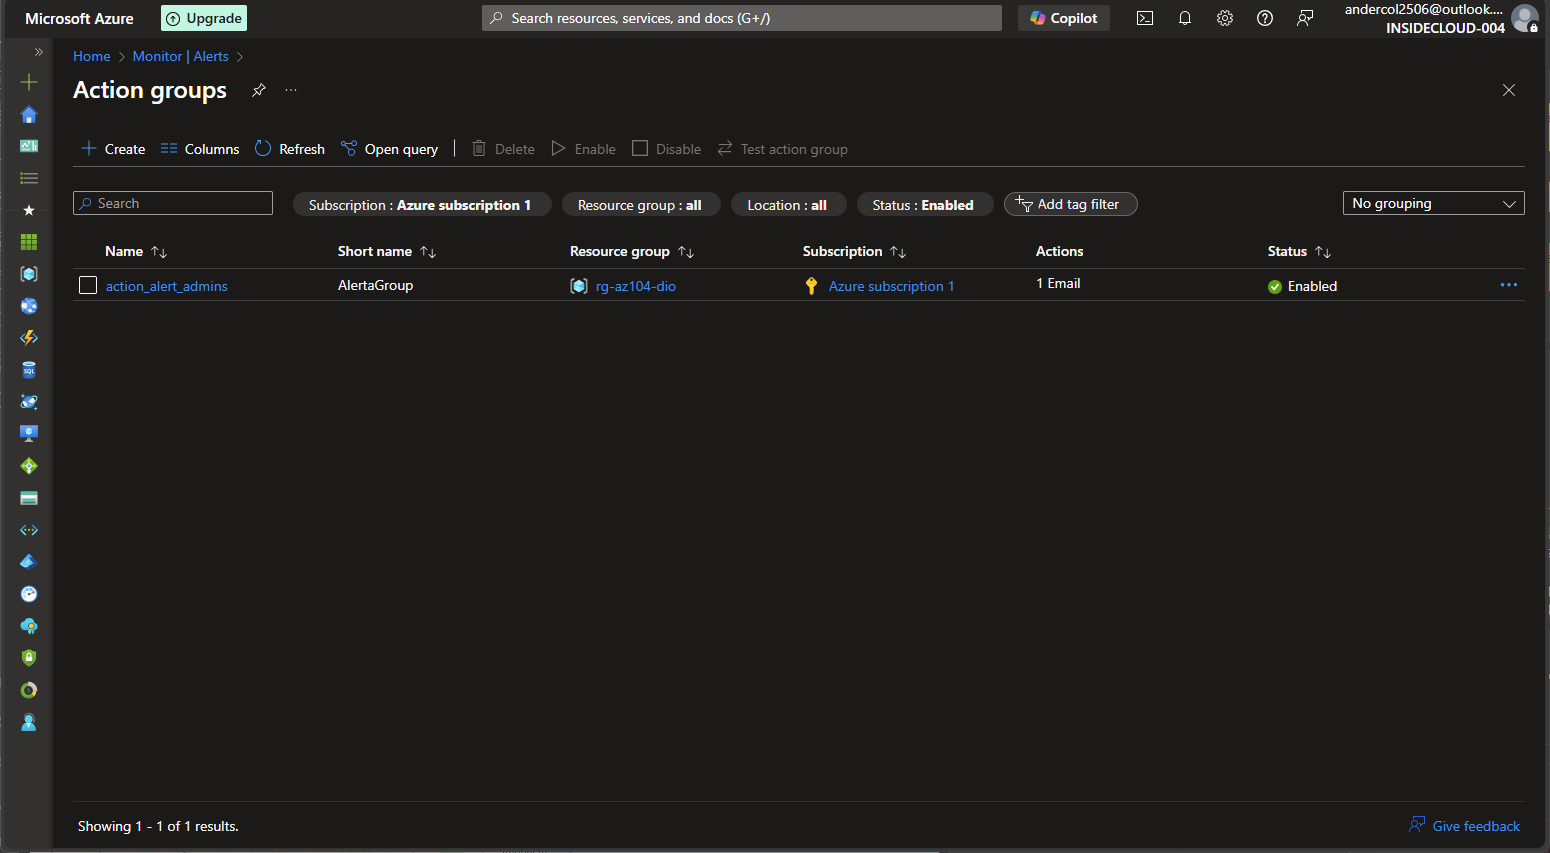 Microsoft Azure
Upgrade
Search resources, services, and docs (G+/)
Copilot
andercol2506@outlook....
INSIDECLOUD-004
Home > Monitor | Alerts >
Action groups
Create
Columns
Refresh
Open query
Delete
Enable
Disable
Test action group
Search
Subscription : Azure subscription 1
Resource group : all
Location : all
Status : Enabled
Add tag filter
No grouping
Name Short name Resource group Subscription Actions Status
action_alert_admins AlertaGroup rg-az104-dio Azure subscription 1 1 Email Enabled
Showing 1 - 1 of 1 results.
Give feedback